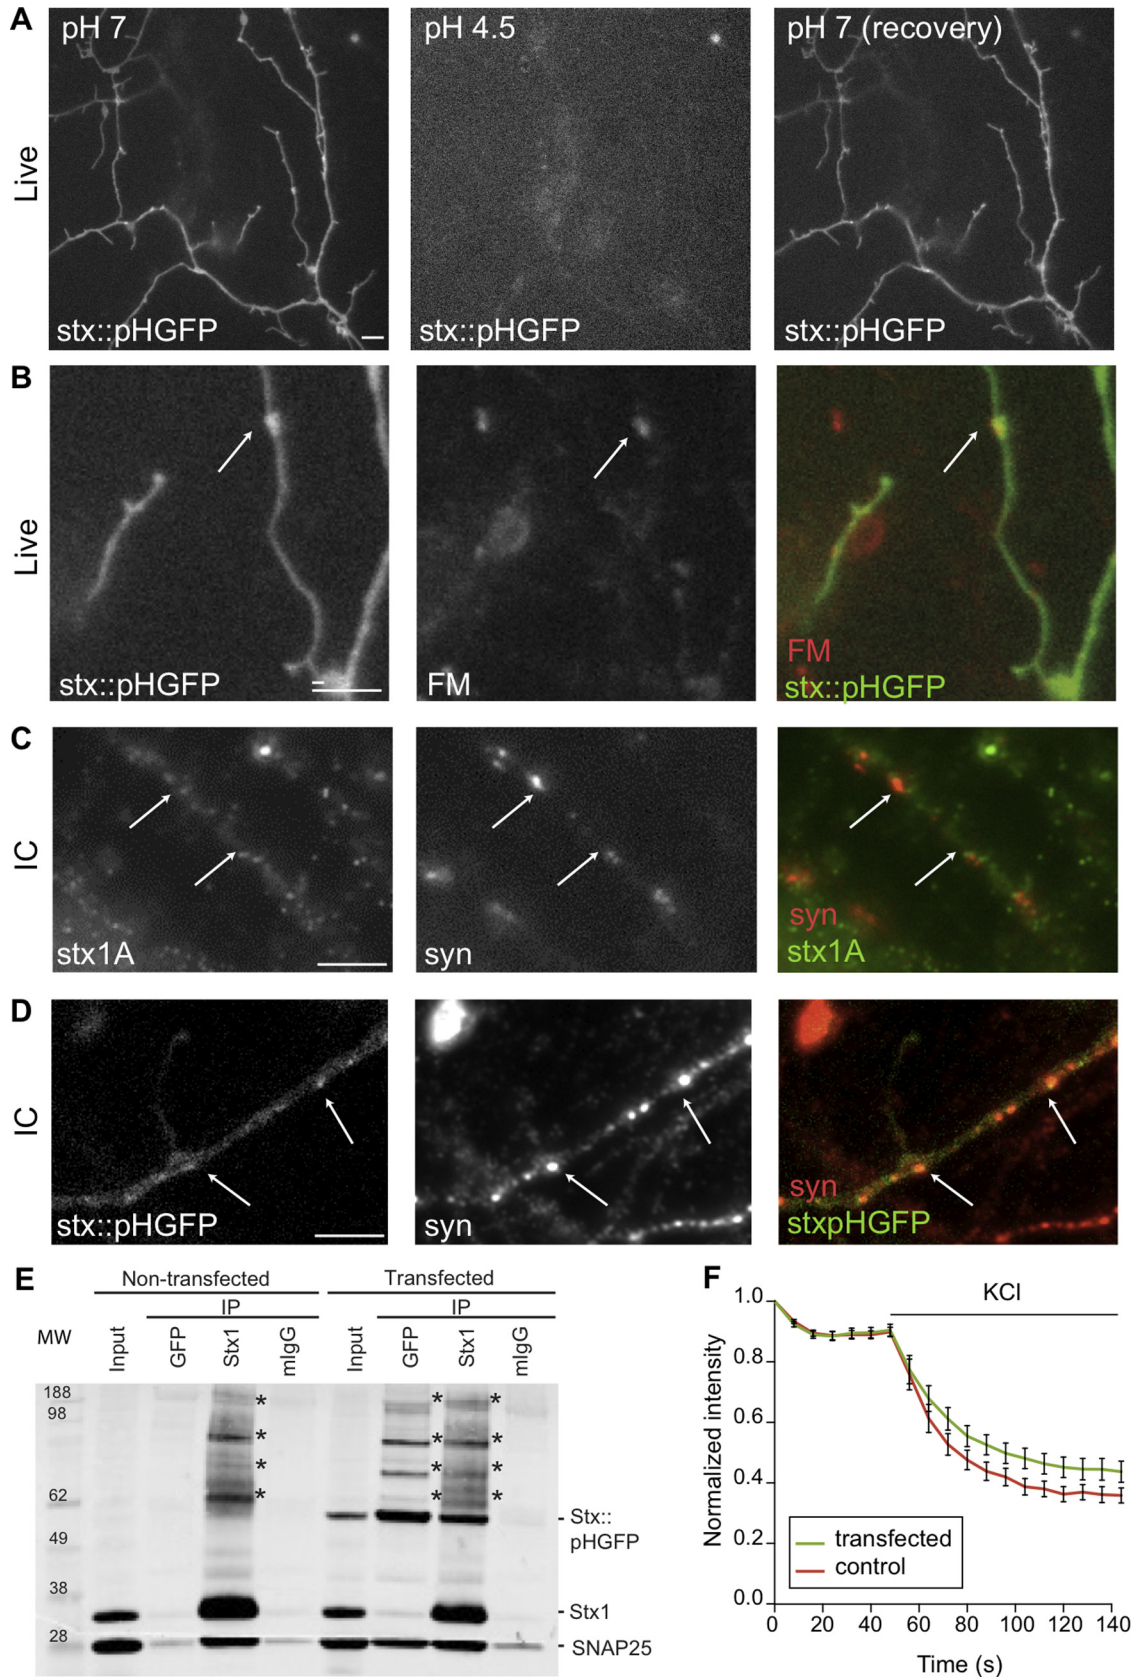 A
pH 7
pH 4.5
pH 7 (recovery)
Live
stx::pHGFP
stx::pHGFP
stx::pHGFP
B
Live
stx::pHGFP
FM
FM
stx::pHGFP
C
IC
stx1A
syn
syn
stx1A
D
IC
stx::pHGFP
syn
syn
stxpHGFP
E
Non-transfected
Transfected
IP
IP
MW
Input
GFP
Stx1
mIgG
Input
GFP
Stx1
mIgG
188
98
62
49
38
28
* * * *
* * * *
* * * *
Stx::
pHGFP
Stx1
SNAP25
F
KCl
Normalized intensity
1.0
0.8
0.6
0.4
0.2
0.0
transfected
control
0 20 40 60 80 100 120 140
Time (s)